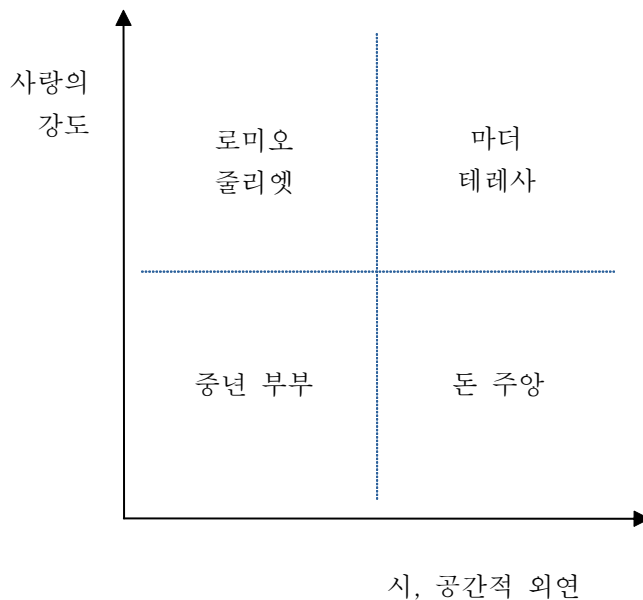 사랑의
강도
로미오
줄리엣
마더
테레사
중년 부부
돈 주앙
시, 공간적 외연